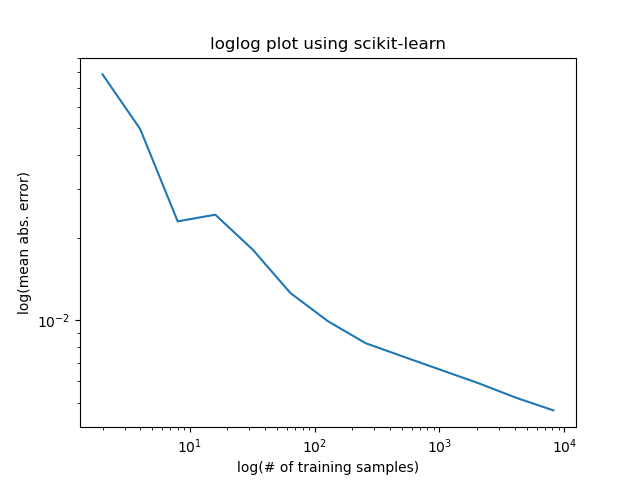 loglog plot using scikit-learn
log(mean abs. error)
10⁻²
10¹ 10² 10³ 10⁴
log(# of training samples)